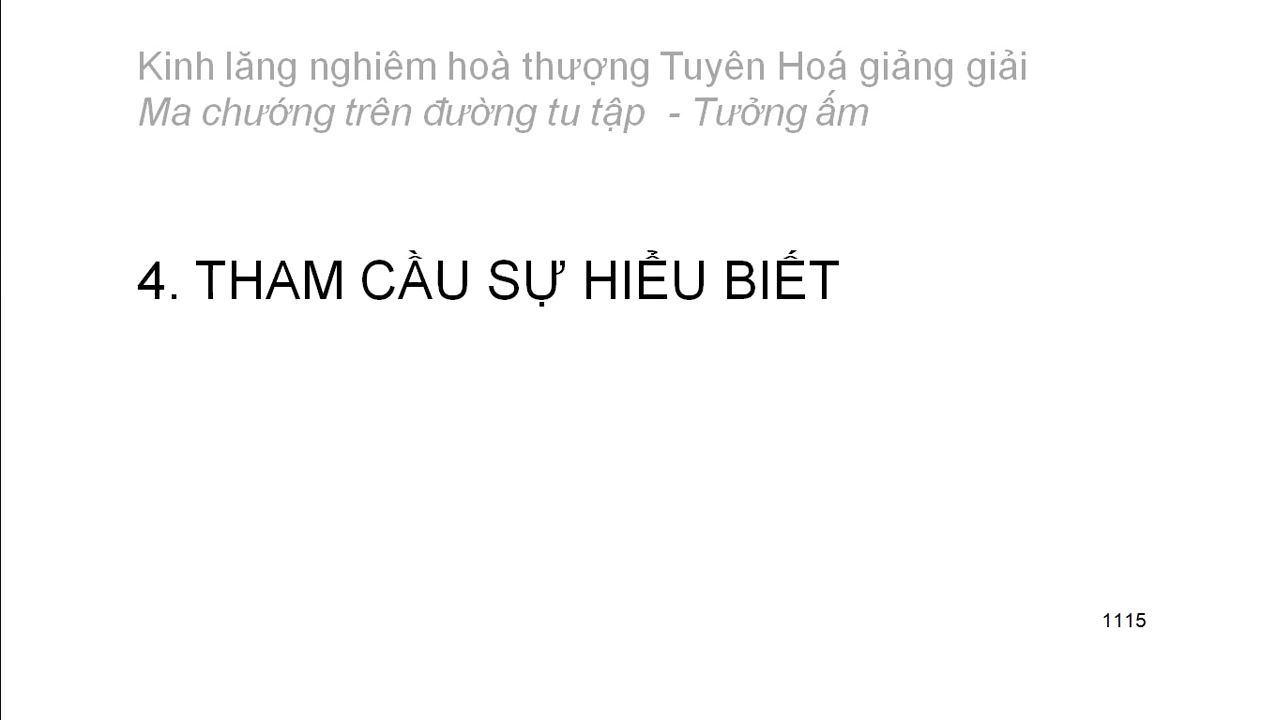 Kinh lăng nghiêm hoà thượng Tuyên Hoá giảng giải
Ma chướng trên đường tu tập - Tưởng ấm
4. THAM CẦU SỰ HIỂU BIẾT
1115